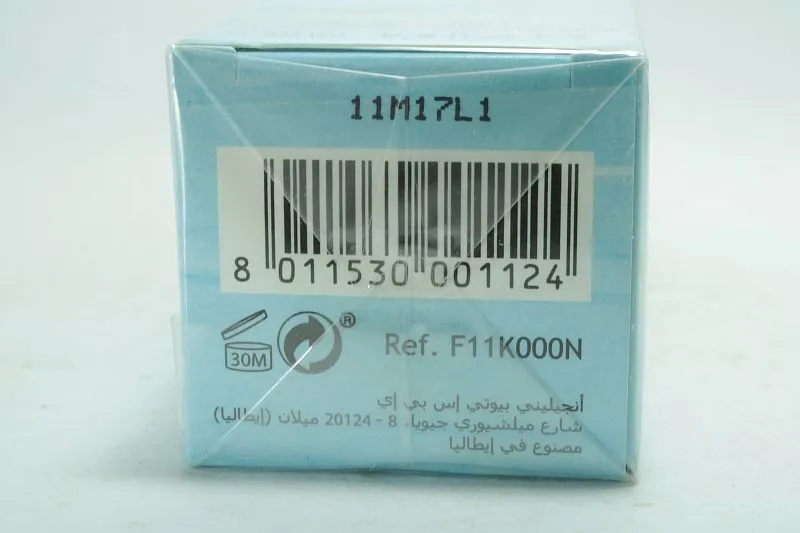 11M17L1
8 011530 001124
30M
®
Ref. F11K000N
أنجيليني بيوتي إس بي إي
شارع ميلشيوري جيويا، 8 - 20124 ميلان (إيطاليا)
مصنوع في إيطاليا